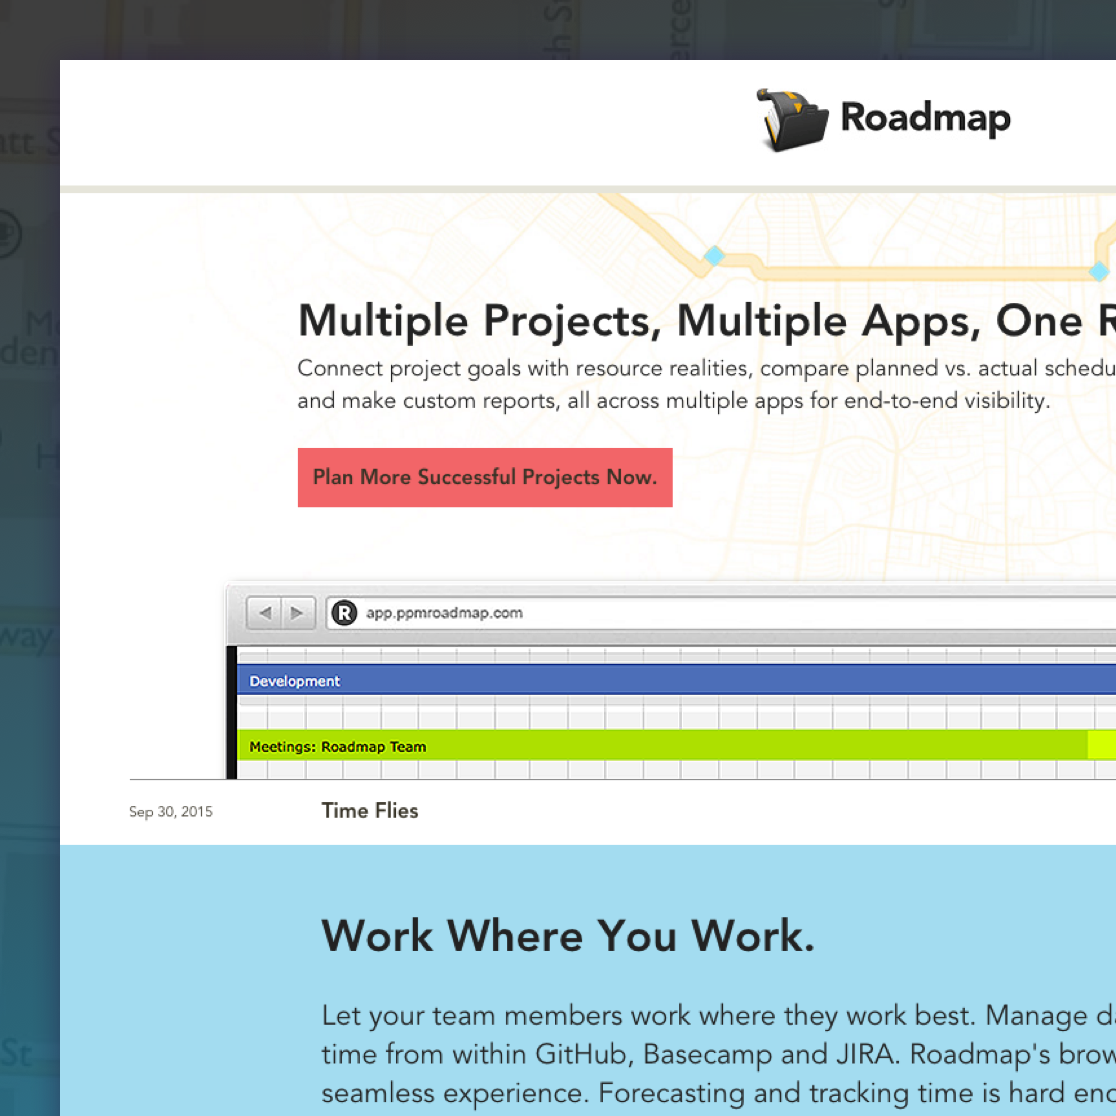 Roadmap
Multiple Projects, Multiple Apps, One
Connect project goals with resource realities, compare planned vs. actual
and make custom reports, all across multiple apps for end-to-end visibility.
Plan More Successful Projects Now.
R app.ppmroadmap.com
Development
Meetings: Roadmap Team
Sep 30, 2015 Time Flies
Work Where You Work.
Let your team members work where they work best. Manage
time from within GitHub, Basecamp and JIRA. Roadmap's
seamless experience. Forecasting and tracking time is hard